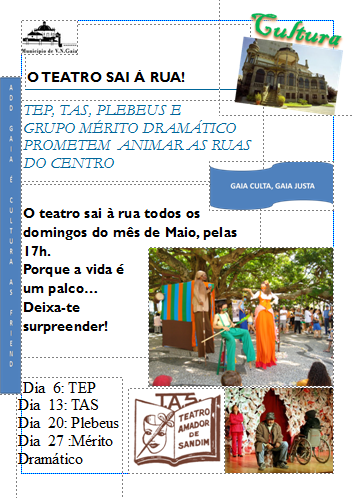 Cultura
Município de V.N.Gaia
O TEATRO SAI À RUA!
ADD GAIA É CULTURA AS FRIEND
TEP, TAS, PLEBEUS E
GRUPO MÉRITO DRAMÁTICO
PROMETEM ANIMAR AS RUAS
DO CENTRO
GAIA CULTA, GAIA JUSTA
O teatro sai à rua todos os
domingos do mês de Maio, pelas
17h.
Porque a vida é
um palco…
Deixa-te
surpreender!
Dia 6: TEP
Dia 13: TAS
Dia 20: Plebeus
Dia 27 :Mérito
Dramático
TAS
TEATRO
AMADOR
DE
SANDIM